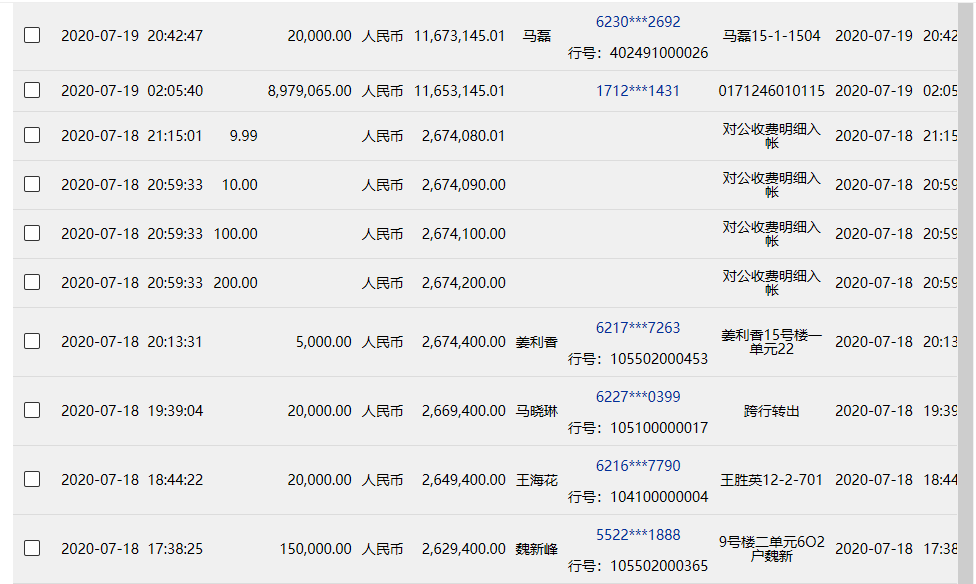 6230***2692
2020-07-19 20:42:47 20,000.00 人民币 11,673,145.01 马磊 马磊15-1-1504 2020-07-19 20:42
行号：402491000026
2020-07-19 02:05:40 8,979,065.00 人民币 11,653,145.01 1712***1431 0171246010115 2020-07-19 02:05
对公收费明细入
2020-07-18 21:15:01 9.99 人民币 2,674,080.01 2020-07-18 21:15
帐
对公收费明细入
2020-07-18 20:59:33 10.00 人民币 2,674,090.00 2020-07-18 20:59
帐
对公收费明细入
2020-07-18 20:59:33 100.00 人民币 2,674,100.00 2020-07-18 20:59
帐
对公收费明细入
2020-07-18 20:59:33 200.00 人民币 2,674,200.00 2020-07-18 20:59
帐
6217***7263
姜利香15号楼一
2020-07-18 20:13:31 5,000.00 人民币 2,674,400.00 姜利香 2020-07-18 20:13
单元22
行号：105502000453
6227***0399
2020-07-18 19:39:04 20,000.00 人民币 2,669,400.00 马晓琳 跨行转出 2020-07-18 19:39
行号：105100000017
6216***7790
2020-07-18 18:44:22 20,000.00 人民币 2,649,400.00 王海花 王胜英12-2-701 2020-07-18 18:44
行号：104100000004
5522***1888
9号楼二单元6O2
2020-07-18 17:38:25 150,000.00 人民币 2,629,400.00 魏新峰 2020-07-18 17:38
户魏新
行号：105502000365